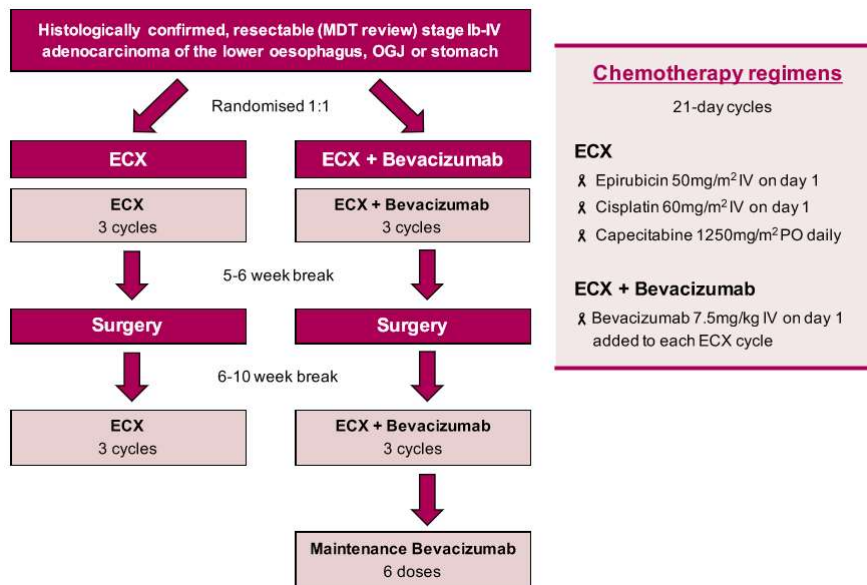 Histologically confirmed, resectable (MDT review) stage Ib-IV
adenocarcinoma of the lower oesophagus, OGJ or stomach
Randomised 1:1
ECX
ECX + Bevacizumab
ECX
3 cycles
ECX + Bevacizumab
3 cycles
5-6 week break
Surgery
Surgery
6-10 week break
ECX
3 cycles
ECX + Bevacizumab
3 cycles
Maintenance Bevacizumab
6 doses
Chemotherapy regimens
21-day cycles
ECX
Epirubicin 50mg/m² IV on day 1
Cisplatin 60mg/m² IV on day 1
Capecitabine 1250mg/m² PO daily
ECX + Bevacizumab
Bevacizumab 7.5mg/kg IV on day 1
added to each ECX cycle